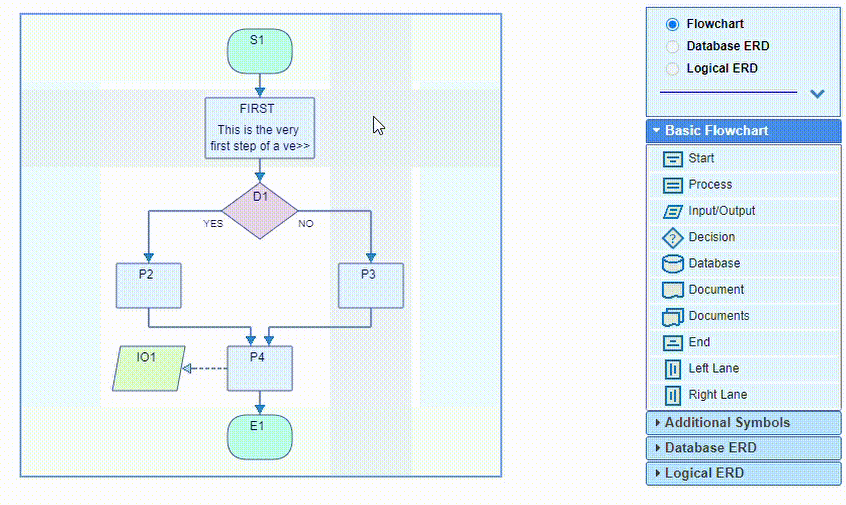 S1
FIRST
This is the very
first step of a ve>>
D1
YES
NO
P2
P3
IO1
P4
E1
Flowchart
Database ERD
Logical ERD
Basic Flowchart
Start
Process
Input/Output
Decision
?
Database
Document
Documents
End
Left Lane
Right Lane
Additional Symbols
Database ERD
Logical ERD